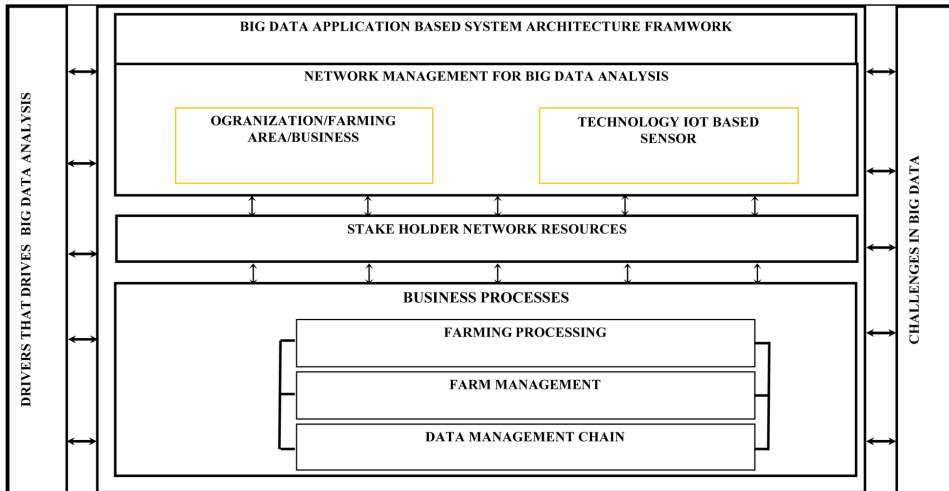 BIG DATA APPLICATION BASED SYSTEM ARCHITECTURE FRAMWORK
NETWORK MANAGEMENT FOR BIG DATA ANALYSIS
OGRANIZATION/FARMING
AREA/BUSINESS
TECHNOLOGY IOT BASED
SENSOR
STAKE HOLDER NETWORK RESOURCES
BUSINESS PROCESSES
FARMING PROCESSING
FARM MANAGEMENT
DATA MANAGEMENT CHAIN
DRIVERS THAT DRIVES BIG DATA ANALYSIS
CHALLENGES IN BIG DATA